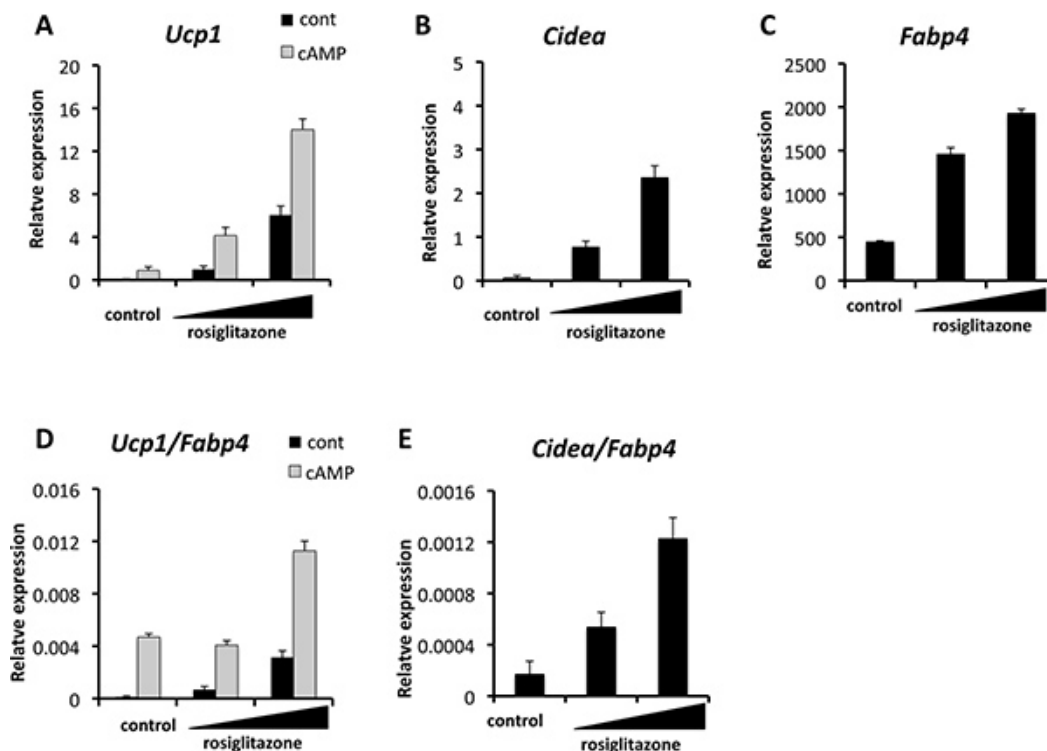 A
Ucp1
cont
cAMP
Relatve expression
20
16
12
8
4
0
control
rosiglitazone
B
Cidea
Relatve expression
5
4
3
2
1
0
control
rosiglitazone
C
Fabp4
Relatve expression
2500
2000
1500
1000
500
0
control
rosiglitazone
D
Ucp1/Fabp4
cont
cAMP
Relatve expression
0.016
0.012
0.008
0.004
0.000
control
rosiglitazone
E
Cidea/Fabp4
Relatve expression
0.0016
0.0012
0.0008
0.0004
0.0000
control
rosiglitazone